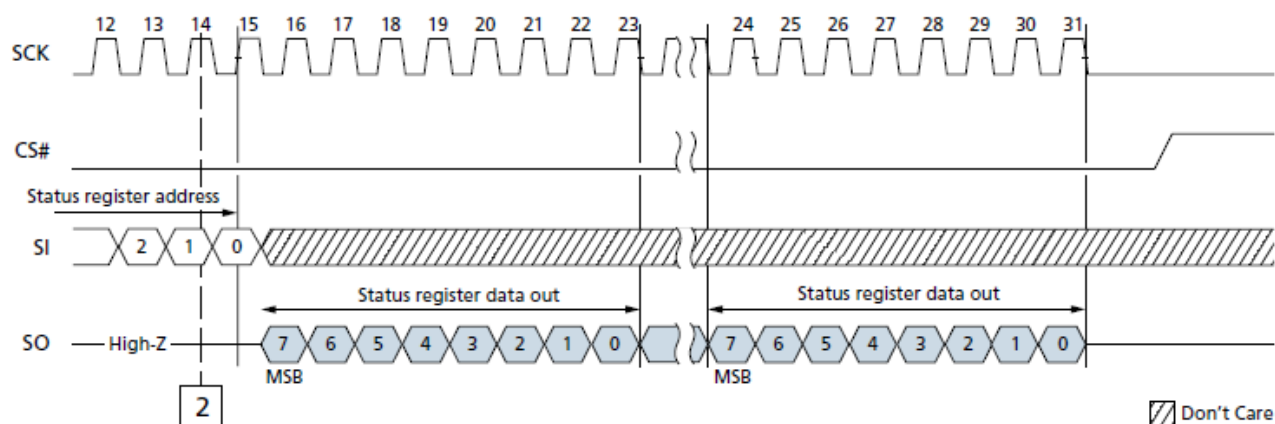 12 13 14 15 16 17 18 19 20 21 22 23 24 25 26 27 28 29 30 31
SCK
CS#
Status register address
SI 2 1 0
Status register data out Status register data out
SO High-Z 7 6 5 4 3 2 1 0 7 6 5 4 3 2 1 0
MSB MSB
2
Don't Care